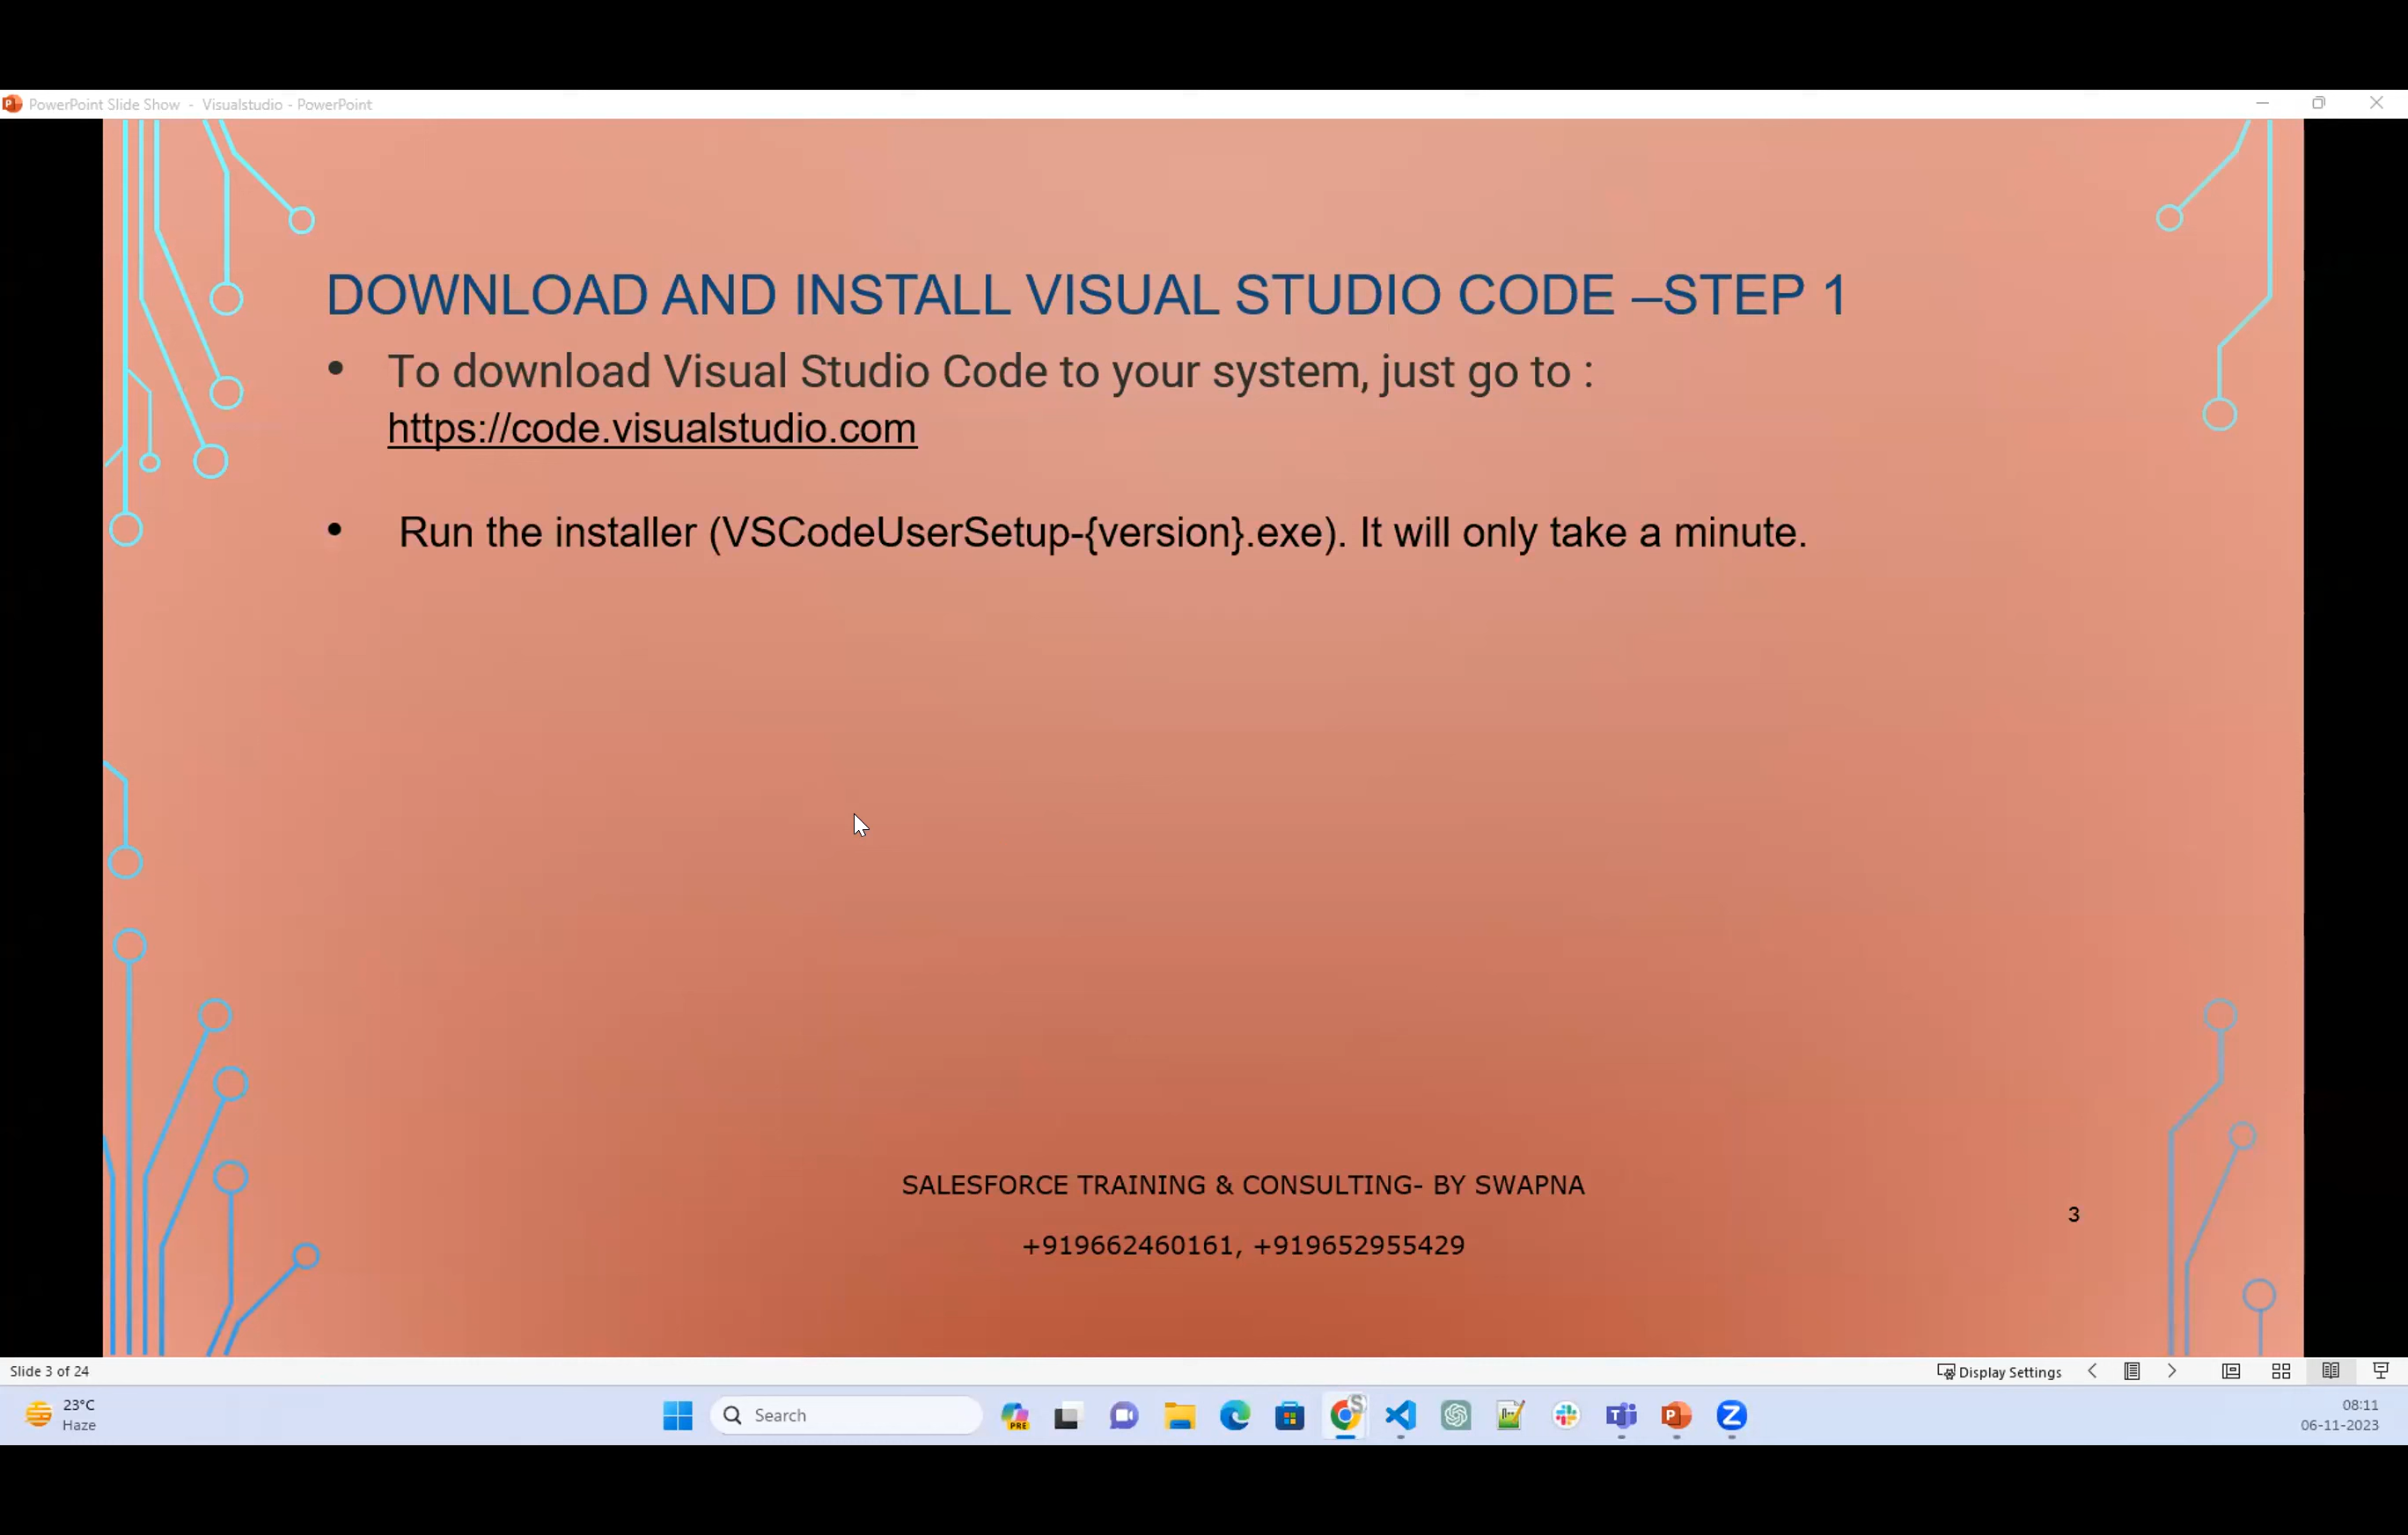 PowerPoint Slide Show - Visualstudio - PowerPoint
DOWNLOAD AND INSTALL VISUAL STUDIO CODE –STEP 1
• To download Visual Studio Code to your system, just go to :
https://code.visualstudio.com
• Run the installer (VSCodeUserSetup-{version}.exe). It will only take a minute.
SALESFORCE TRAINING & CONSULTING- BY SWAPNA
3
+919662460161, +919652955429
Slide 3 of 24
Display Settings
23°C
Haze
Search
PRE
08:11
06-11-2023